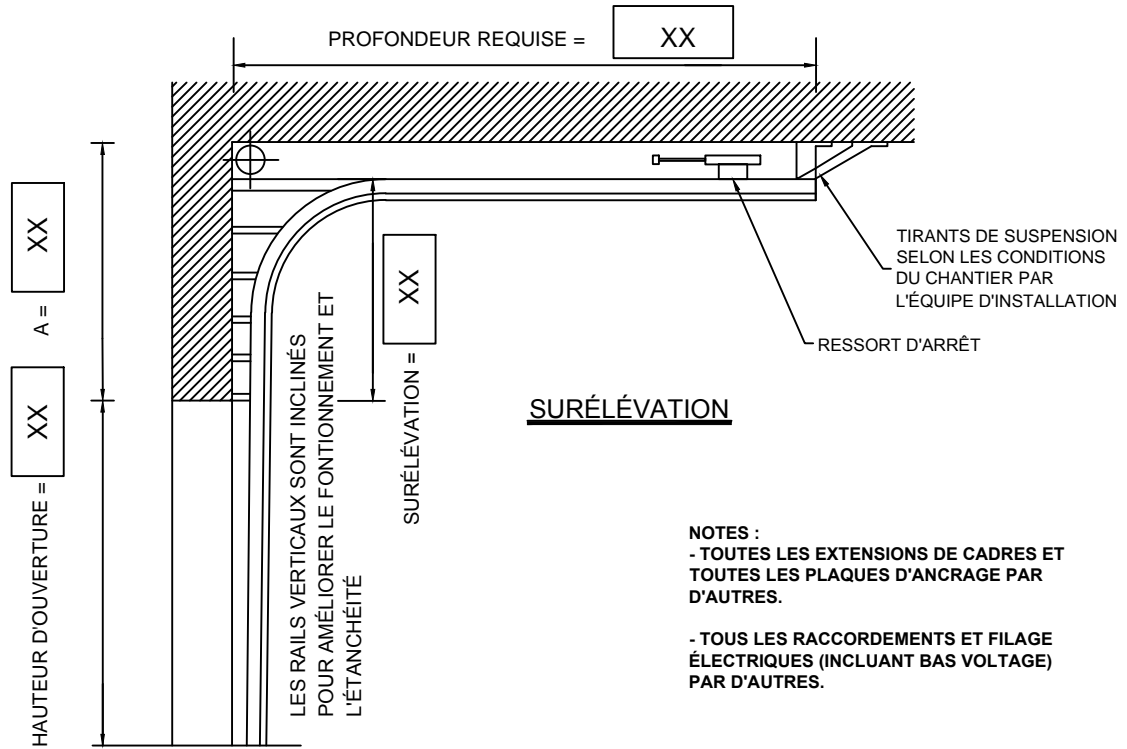 PROFONDEUR REQUISE = XX
XX
A =
XX
HAUTEUR D'OUVERTURE =
XX
SURÉLÉVATION =
LES RAILS VERTICAUX SONT INCLINÉS
POUR AMÉLIORER LE FONTIONNEMENT ET
L'ÉTANCHÉITÉ
TIRANTS DE SUSPENSION
SELON LES CONDITIONS
DU CHANTIER PAR
L'ÉQUIPE D'INSTALLATION
RESSORT D'ARRÊT
SURÉLÉVATION
NOTES :
- TOUTES LES EXTENSIONS DE CADRES ET
TOUTES LES PLAQUES D'ANCRAGE PAR
D'AUTRES.
- TOUS LES RACCORDEMENTS ET FILAGE
ÉLECTRIQUES (INCLUANT BAS VOLTAGE)
PAR D'AUTRES.